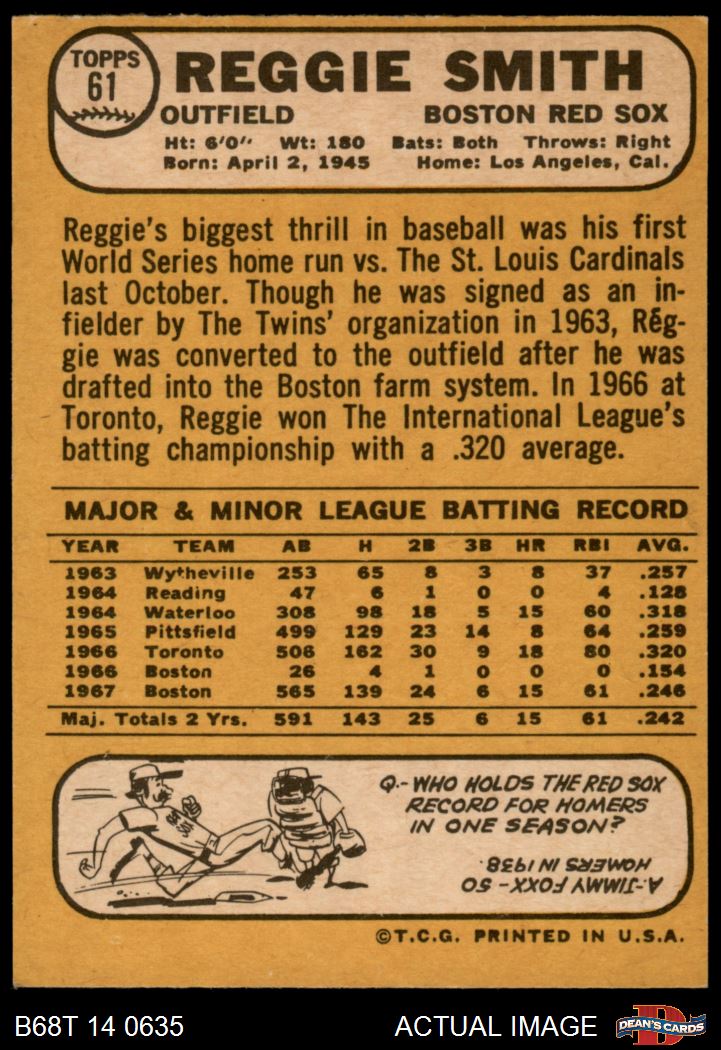 TOPPS
61
REGGIE SMITH
OUTFIELD BOSTON RED SOX
Ht: 6'0" Wt: 180 Bats: Both Throws: Right
Born: April 2, 1945 Home: Los Angeles, Cal.
Reggie's biggest thrill in baseball was his first
World Series home run vs. The St. Louis Cardinals
last October. Though he was signed as an in-
fielder by The Twins' organization in 1963, Reg-
gie was converted to the outfield after he was
drafted into the Boston farm system. In 1966 at
Toronto, Reggie won The International League's
batting championship with a .320 average.
MAJOR & MINOR LEAGUE BATTING RECORD
YEAR TEAM AB H 2B 3B HR RBI AVG.
1963 Wytheville 253 65 8 3 8 37 .257
1964 Reading 47 6 1 0 0 4 .128
1964 Waterloo 308 98 18 5 15 60 .318
1965 Pittsfield 499 129 23 14 8 64 .259
1966 Toronto 506 162 30 9 18 80 .320
1966 Boston 26 4 1 0 0 0 .154
1967 Boston 565 139 24 6 15 61 .246
Maj. Totals 2 Yrs. 591 143 25 6 15 61 .242
Q.- WHO HOLDS THE RED SOX
RECORD FOR HOMERS
IN ONE SEASON?
A-JIMMY FOXX - 50
HOMERS IN 1938.
©T.C.G. PRINTED IN U.S.A.
B68T 14 0635 ACTUAL IMAGE
D
DEAN'S CARDS